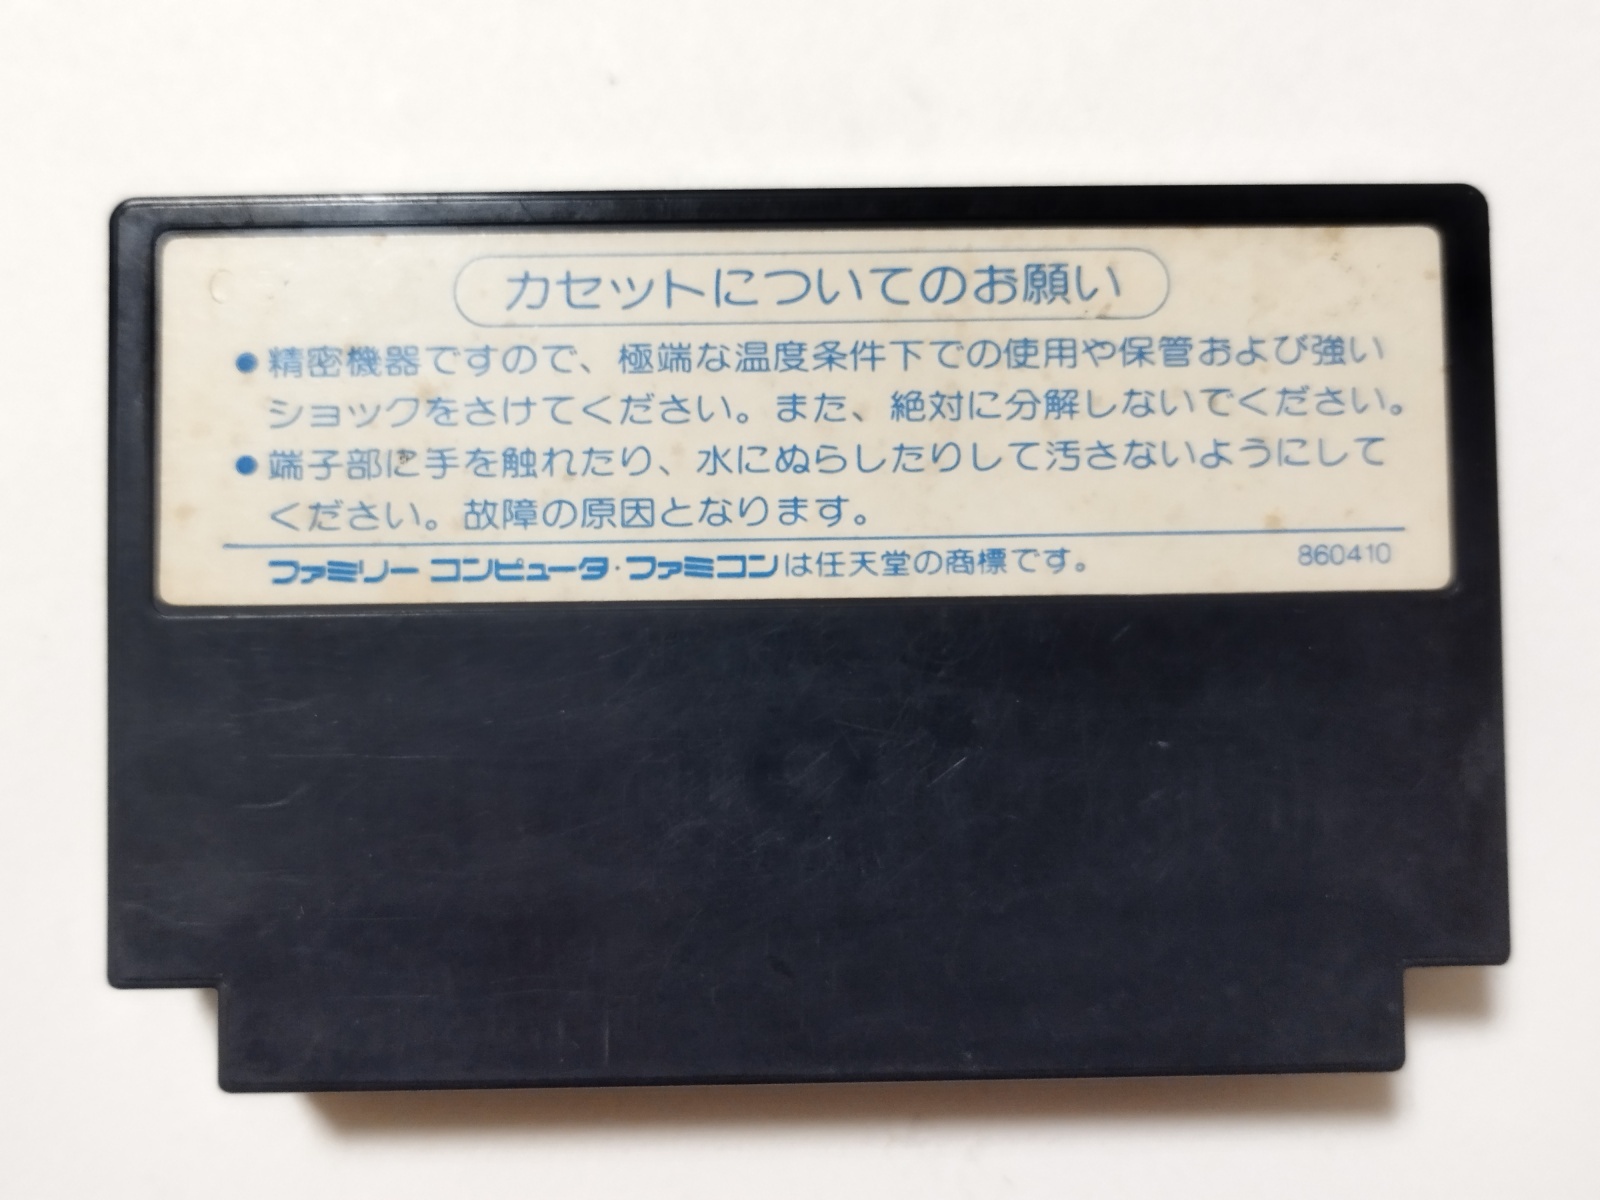 カセットについてのお願い
●精密機器ですので、極端な温度条件下での使用や保管および強い
ショックをさけてください。また、絶対に分解しないでください。
●端子部に手を触れたり、水にぬらしたりして汚さないようにして
ください。故障の原因となります。
ファミリー コンピュータ・ファミコンは任天堂の商標です。 860410